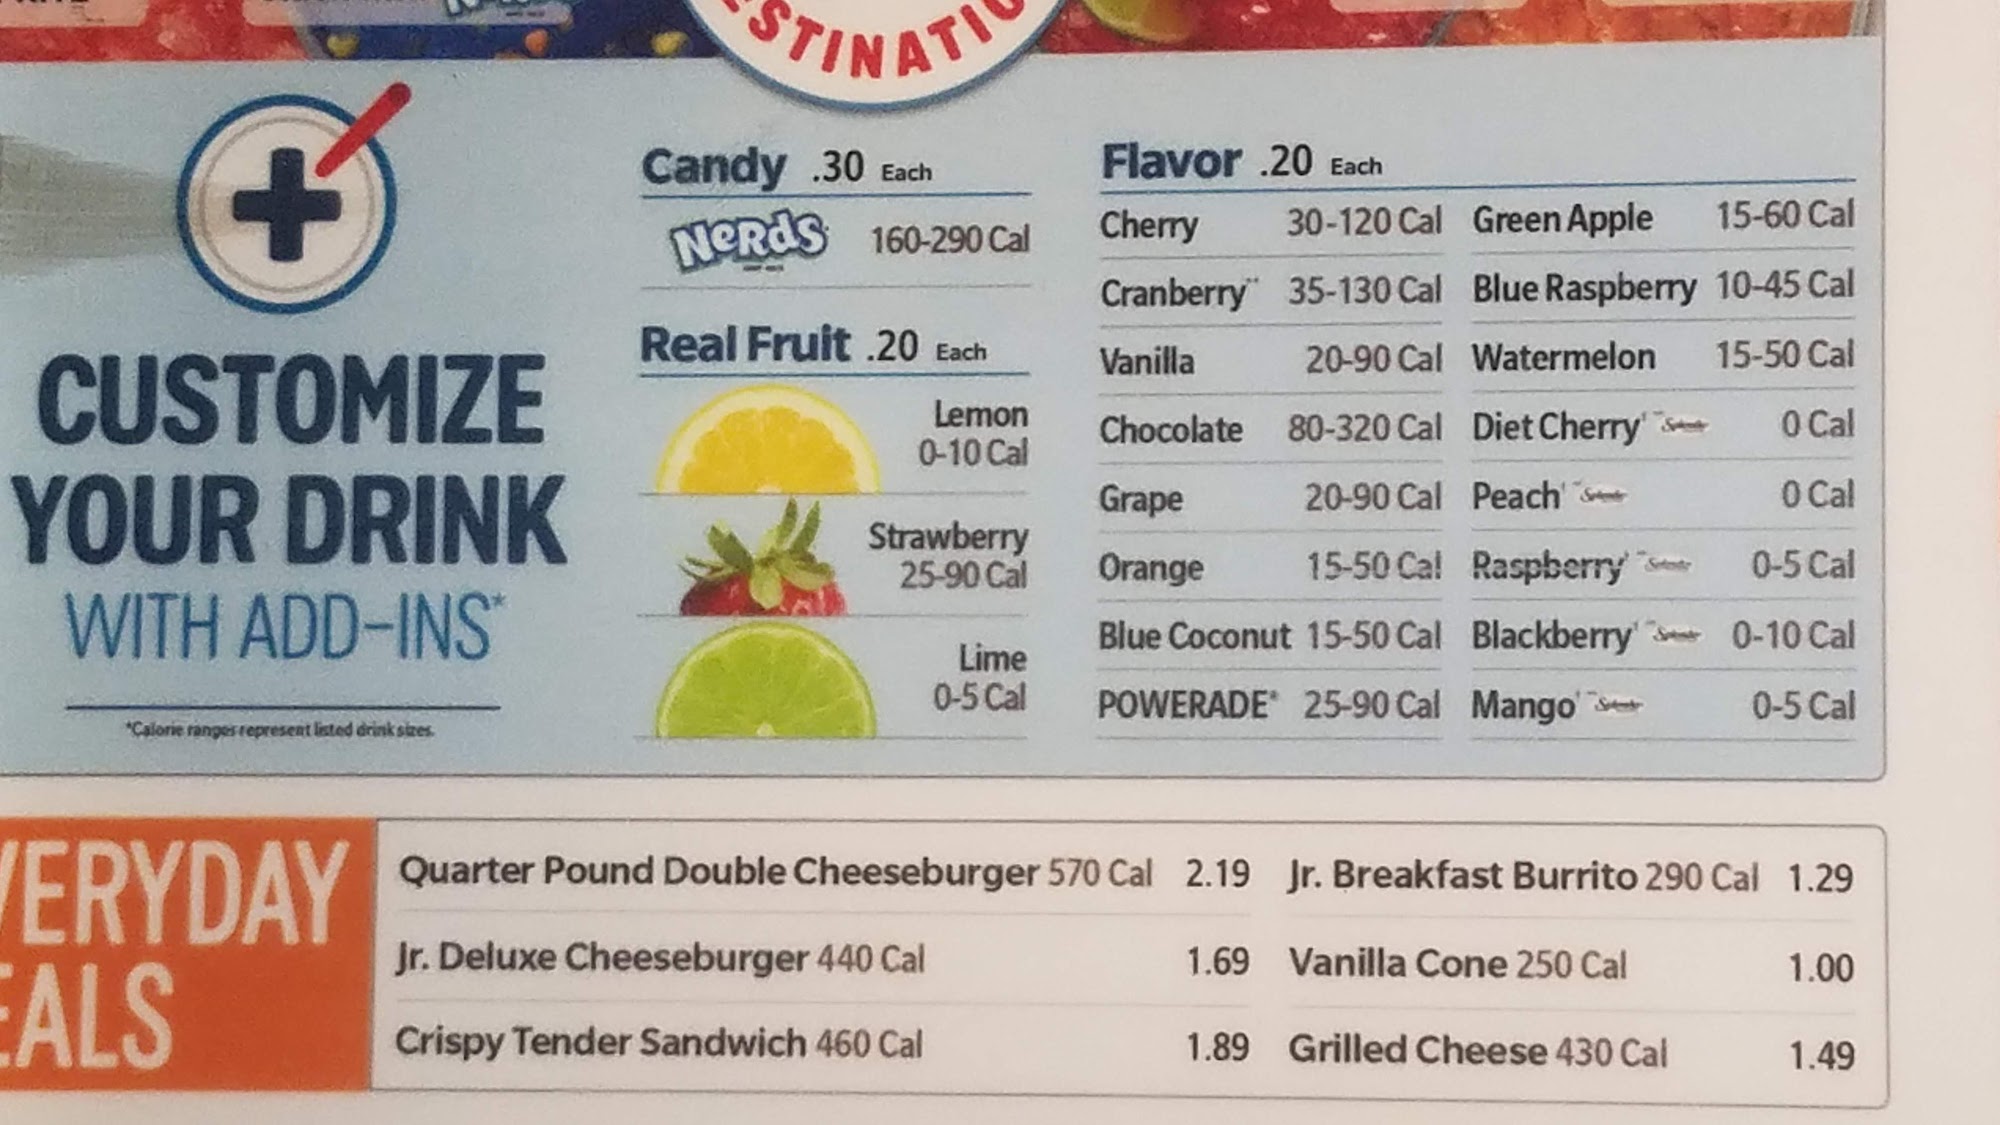 STINATIO
CUSTOMIZE
YOUR DRINK
WITH ADD-INS*
*Calorie ranges represent listed drink sizes.
Candy .30 Each
NeRdS 160-290 Cal
Real Fruit .20 Each
Lemon
0-10 Cal
Strawberry
25-90 Cal
Lime
0-5 Cal
Flavor .20 Each
Cherry 30-120 Cal
Cranberry 35-130 Cal
Vanilla 20-90 Cal
Chocolate 80-320 Cal
Grape 20-90 Cal
Orange 15-50 Cal
Blue Coconut 15-50 Cal
POWERADE® 25-90 Cal
Green Apple 15-60 Cal
Blue Raspberry 10-45 Cal
Watermelon 15-50 Cal
Diet Cherry Splenda 0 Cal
Peach Splenda 0 Cal
Raspberry Splenda 0-5 Cal
Blackberry Splenda 0-10 Cal
Mango Splenda 0-5 Cal
VERYDAY
EALS
Quarter Pound Double Cheeseburger 570 Cal 2.19
Jr. Deluxe Cheeseburger 440 Cal 1.69
Crispy Tender Sandwich 460 Cal 1.89
Jr. Breakfast Burrito 290 Cal 1.29
Vanilla Cone 250 Cal 1.00
Grilled Cheese 430 Cal 1.49